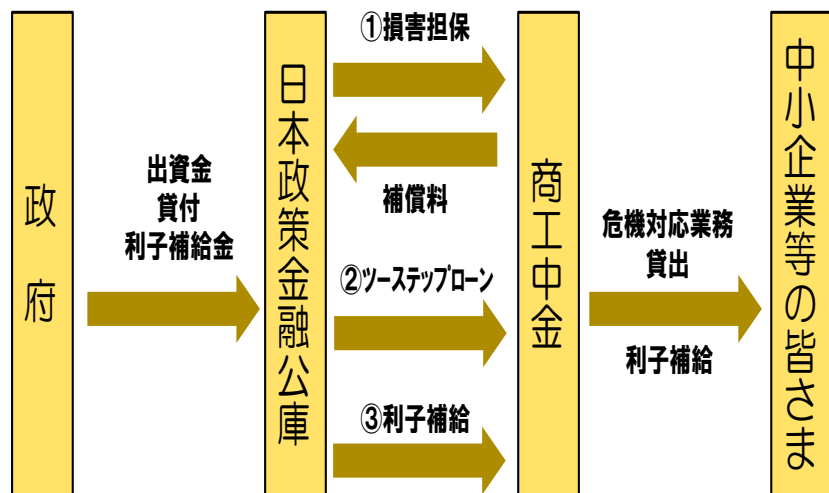 政府
出資金
貸付
利子補給金
日本政策金融公庫
①損害担保
補償料
②ツーステップローン
③利子補給
商工中金
危機対応業務
貸出
利子補給
中小企業等の皆さま